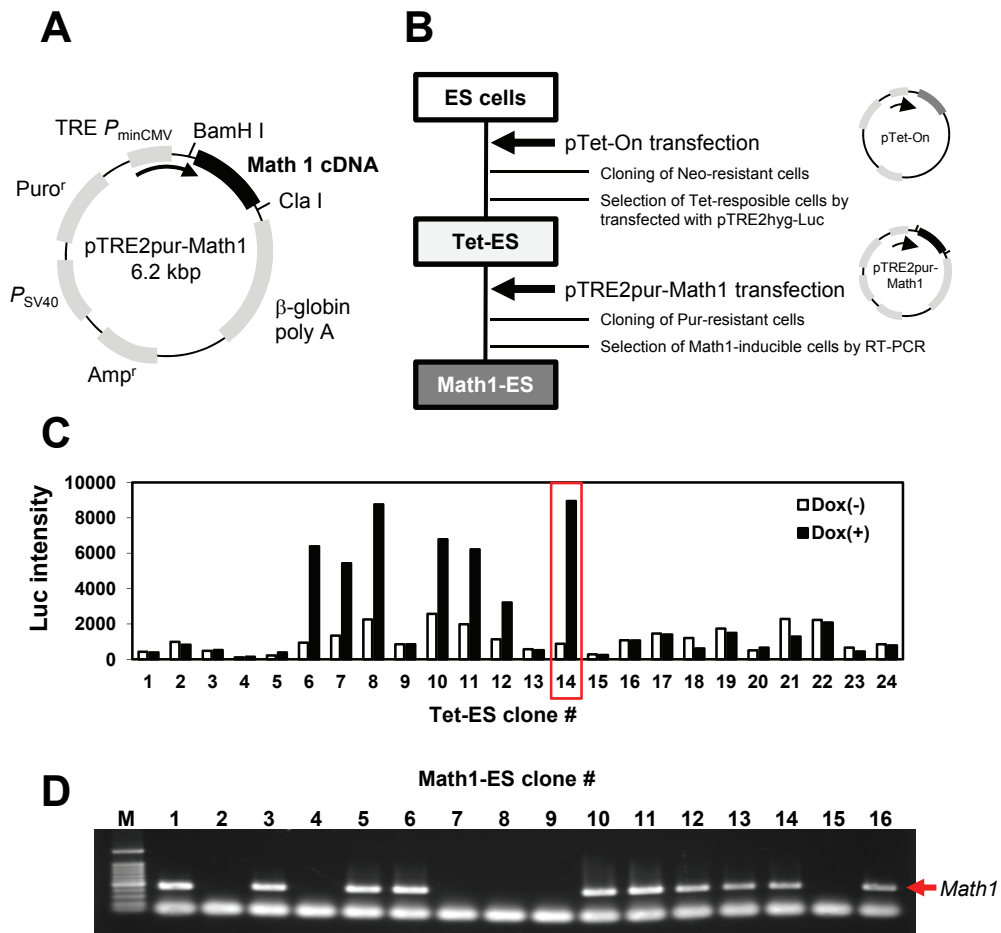 A
TRE PminCMV
BamH I
Math 1 cDNA
Cla I
Puro^r
pTRE2pur-Math1
6.2 kbp
PSV40
β-globin
poly A
Amp^r
B
ES cells
pTet-On transfection
Cloning of Neo-resistant cells
Selection of Tet-resposible cells by
transfected with pTRE2hyg-Luc
Tet-ES
pTRE2pur-Math1 transfection
Cloning of Pur-resistant cells
Selection of Math1-inducible cells by RT-PCR
Math1-ES
pTet-On
pTRE2pur-
Math1
C
Luc intensity
10000
8000
6000
4000
2000
0
Dox(-)
Dox(+)
1 2 3 4 5 6 7 8 9 10 11 12 13 14 15 16 17 18 19 20 21 22 23 24
Tet-ES clone #
D
Math1-ES clone #
M 1 2 3 4 5 6 7 8 9 10 11 12 13 14 15 16
Math1